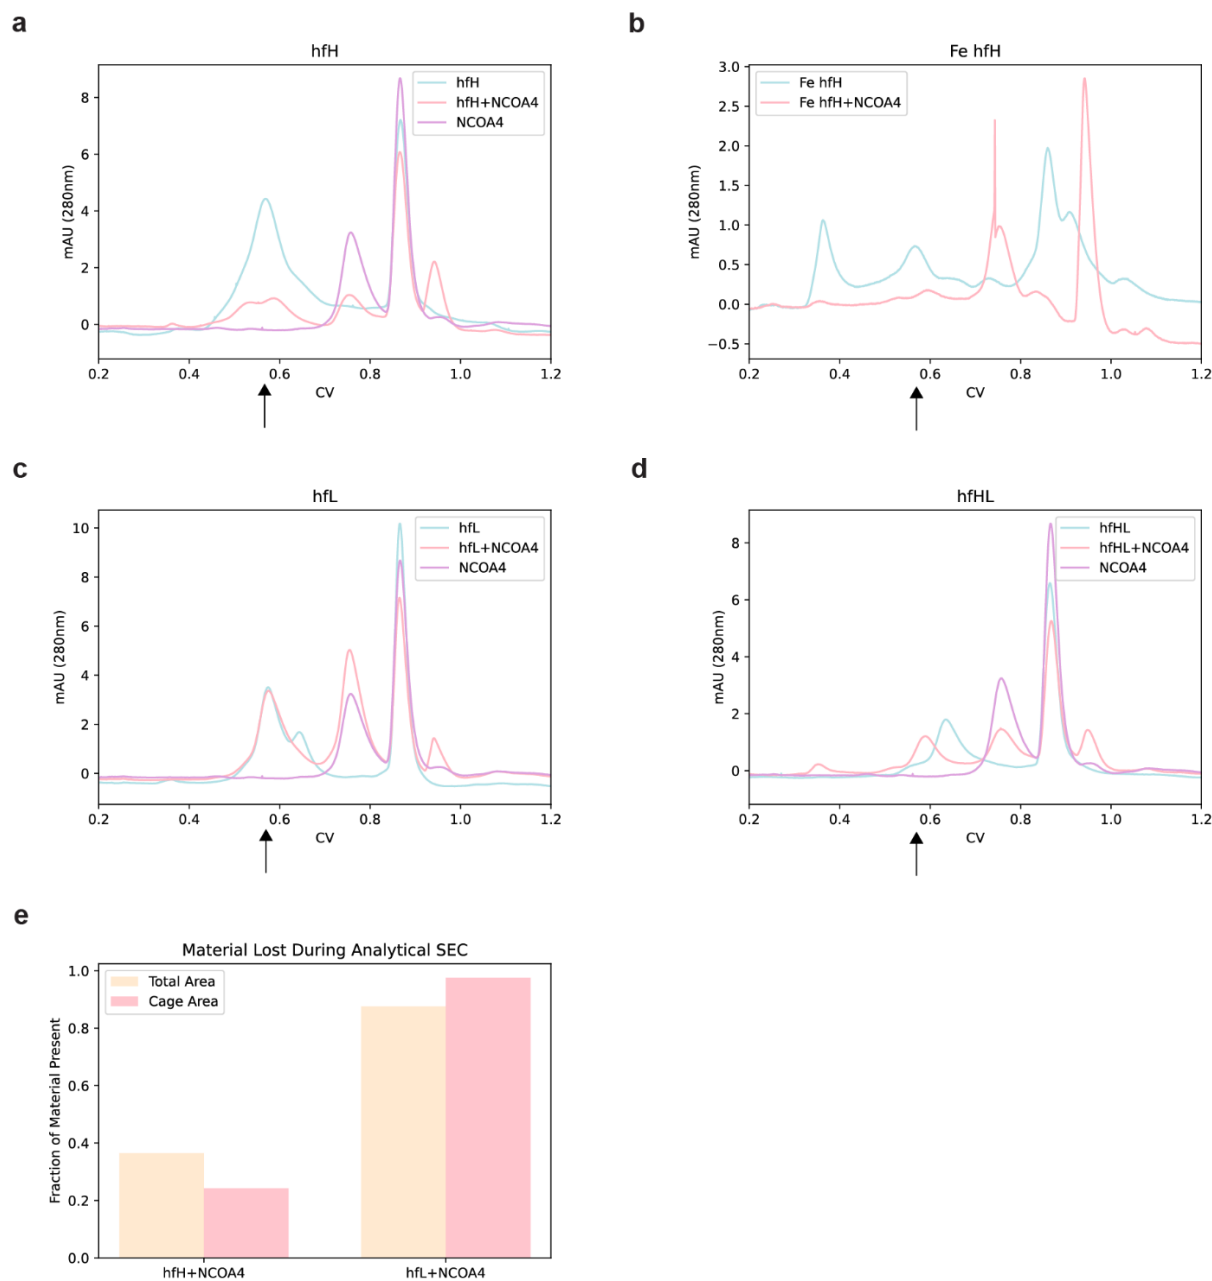 a
hfH
hfH
hfH+NCOA4
NCOA4
mAU (280nm)
8
6
4
2
0
0.2 0.4 0.6 0.8 1.0 1.2
CV
b
Fe hfH
Fe hfH
Fe hfH+NCOA4
mAU (280nm)
3.0
2.5
2.0
1.5
1.0
0.5
0.0
−0.5
0.2 0.4 0.6 0.8 1.0 1.2
CV
c
hfL
hfL
hfL+NCOA4
NCOA4
mAU (280nm)
10
8
6
4
2
0
0.2 0.4 0.6 0.8 1.0 1.2
CV
d
hfHL
hfHL
hfHL+NCOA4
NCOA4
mAU (280nm)
8
6
4
2
0
0.2 0.4 0.6 0.8 1.0 1.2
CV
e
Material Lost During Analytical SEC
Total Area
Cage Area
Fraction of Material Present
1.0
0.8
0.6
0.4
0.2
0.0
hfH+NCOA4 hfL+NCOA4